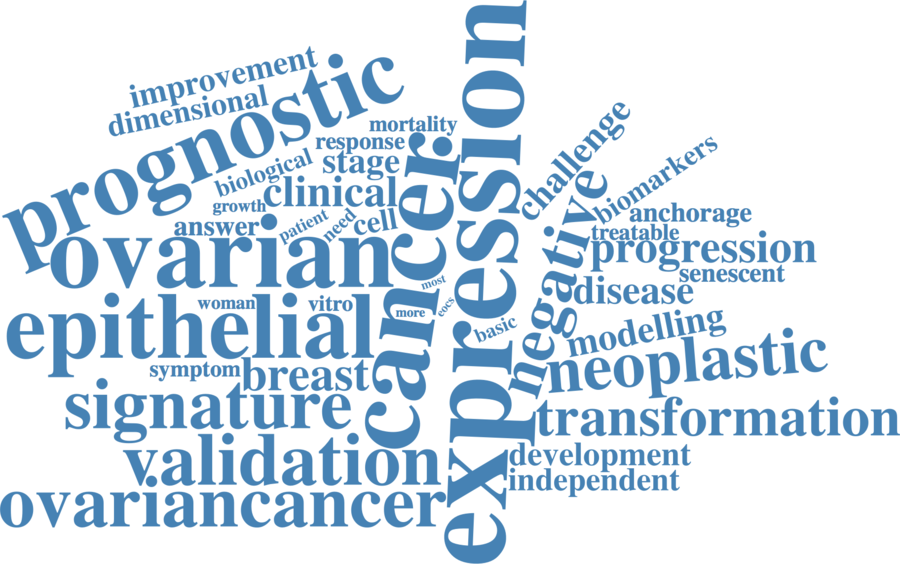 improvement
dimensional
prognostic
expression
mortality
response
stage
biological
clinical
growth
cancer
challenge
biomarkers
anchorage
treatable
progression
senescent
negative
disease
answer
patient
need
cell
ovarian
most
more
eocs
woman
vitro
epithelial
basic
modelling
neoplastic
symptom
breast
signature
transformation
validation
development
independent
ovariancancer